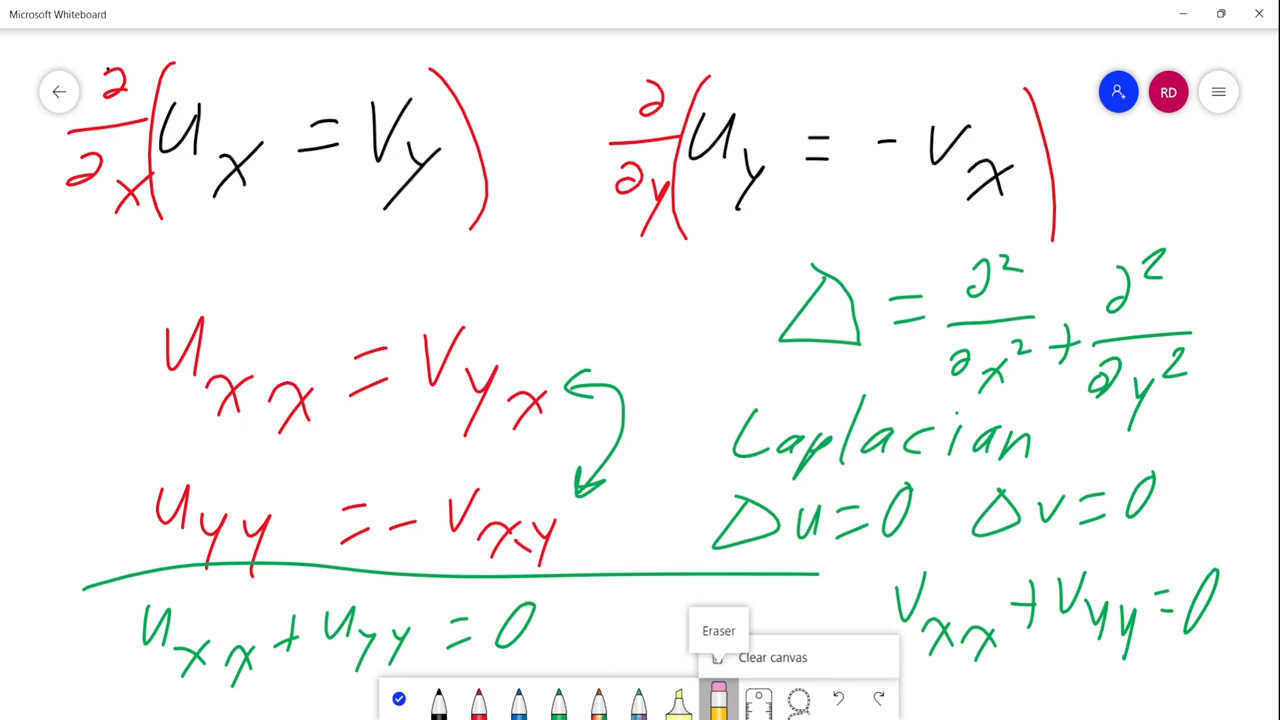 Microsoft Whiteboard
RD
∂/∂x (u_x = v_y)
∂/∂y (u_y = -v_x)
Δ = ∂²/∂x² + ∂²/∂y²
u_xx = v_yx
Laplacian
u_yy = -v_xy
Δu = 0 Δv = 0
u_xx + u_yy = 0
v_xx + v_yy = 0
Eraser
Clear canvas